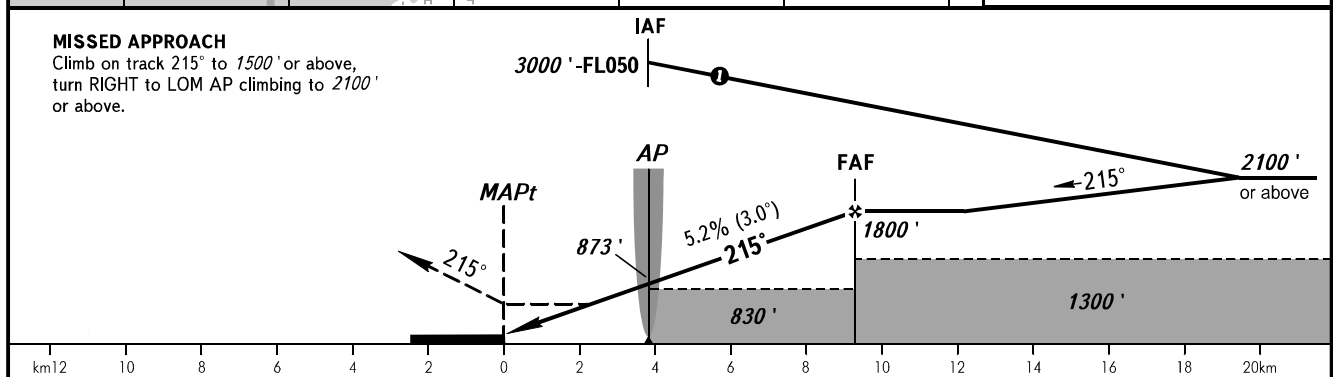 MISSED APPROACH
Climb on track 215° to 1500' or above,
turn RIGHT to LOM AP climbing to 2100'
or above.
IAF
3000'-FL050
1
AP
FAF
2100'
or above
215°
MAPt
5.2% (3.0°)
215°
1800'
873'
215°
830'
1300'
km12 10 8 6 4 2 0 2 4 6 8 10 12 14 16 18 20km